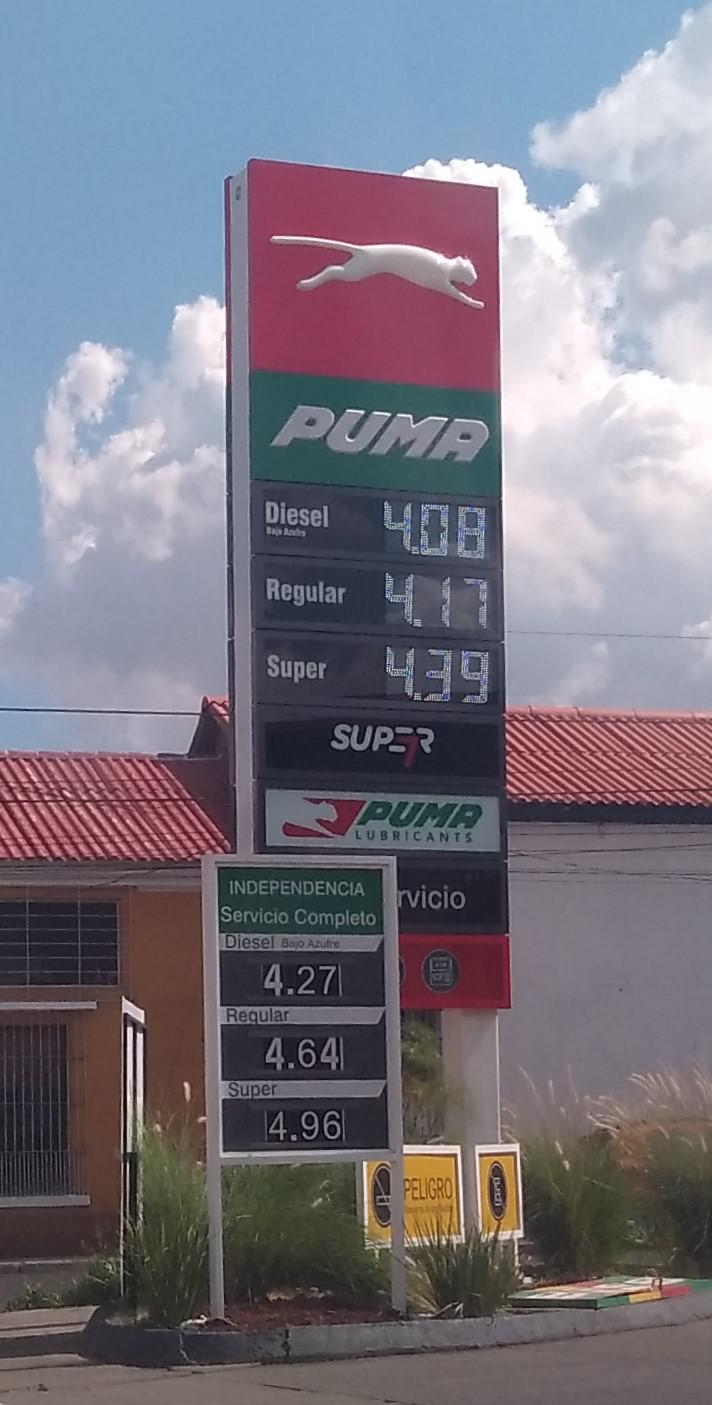 PUMA
Diesel 4.08
Bajo Azufre
Regular 4.17
Super 4.39
SUPER 7
PUMA
LUBRICANTS
rvicio
INDEPENDENCIA
Servicio Completo
Diesel Bajo Azufre
4.27
Regular
4.64
Super
4.96
PELIGRO